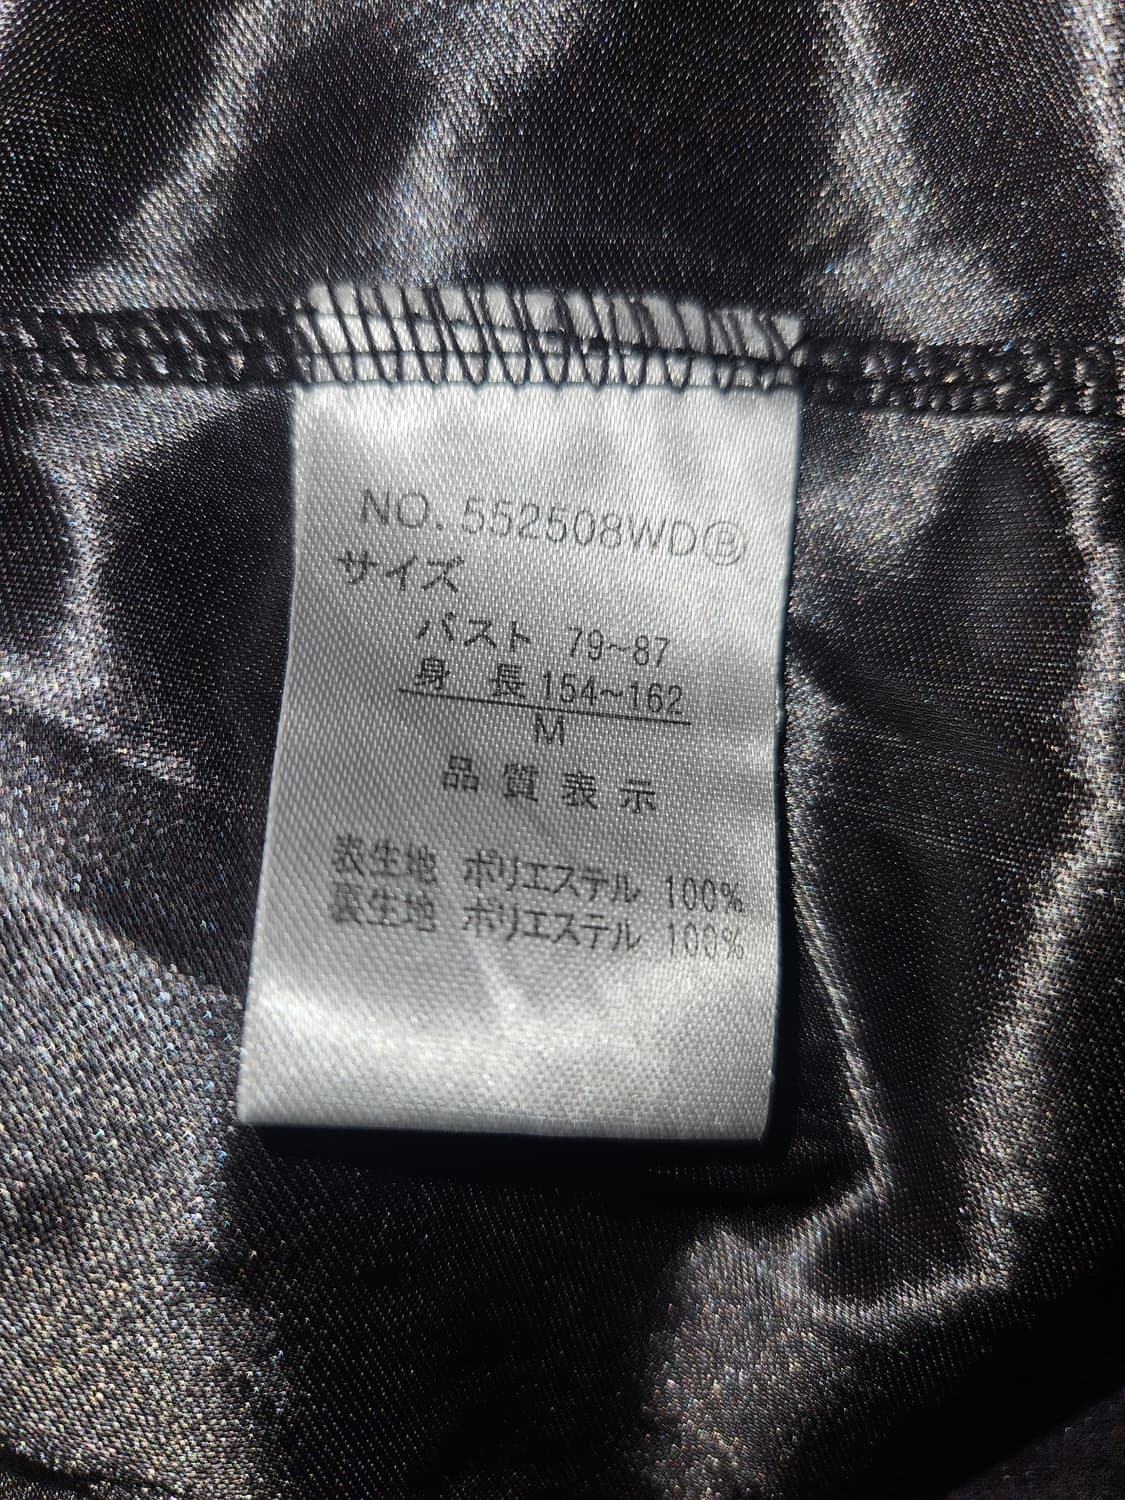 NO. 552508WDⒷ
サイズ
バスト 79~87
身 長 154~162
M
品 質 表 示
表生地 ポリエステル 100%
裏生地 ポリエステル 100%